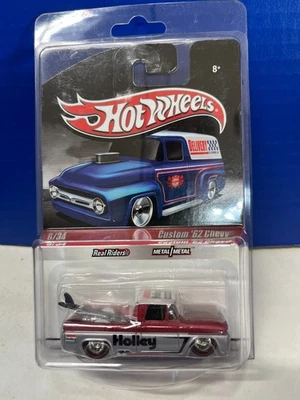 8+
Hot Wheels
DELIVERY
6/34
Custom '62 Chevy
Real Riders
METAL/METAL
Holley